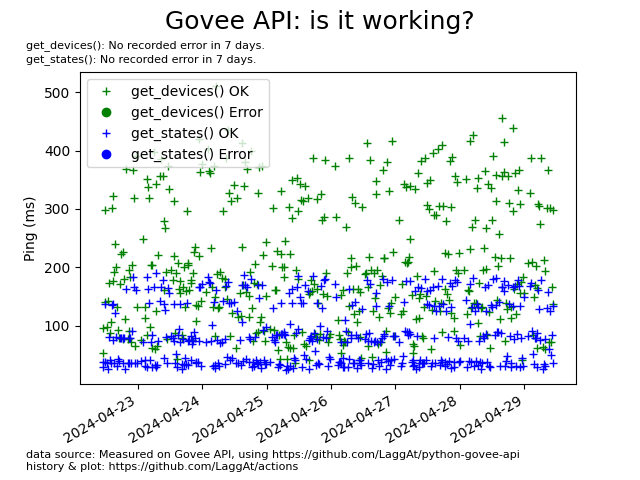 Govee API: is it working?
get_devices(): No recorded error in 7 days.
get_states(): No recorded error in 7 days.
get_devices() OK
get_devices() Error
get_states() OK
get_states() Error
Ping (ms)
500
400
300
200
100
2024-04-23
2024-04-24
2024-04-25
2024-04-26
2024-04-27
2024-04-28
2024-04-29
data source: Measured on Govee API, using https://github.com/LaggAt/python-govee-api
history & plot: https://github.com/LaggAt/actions